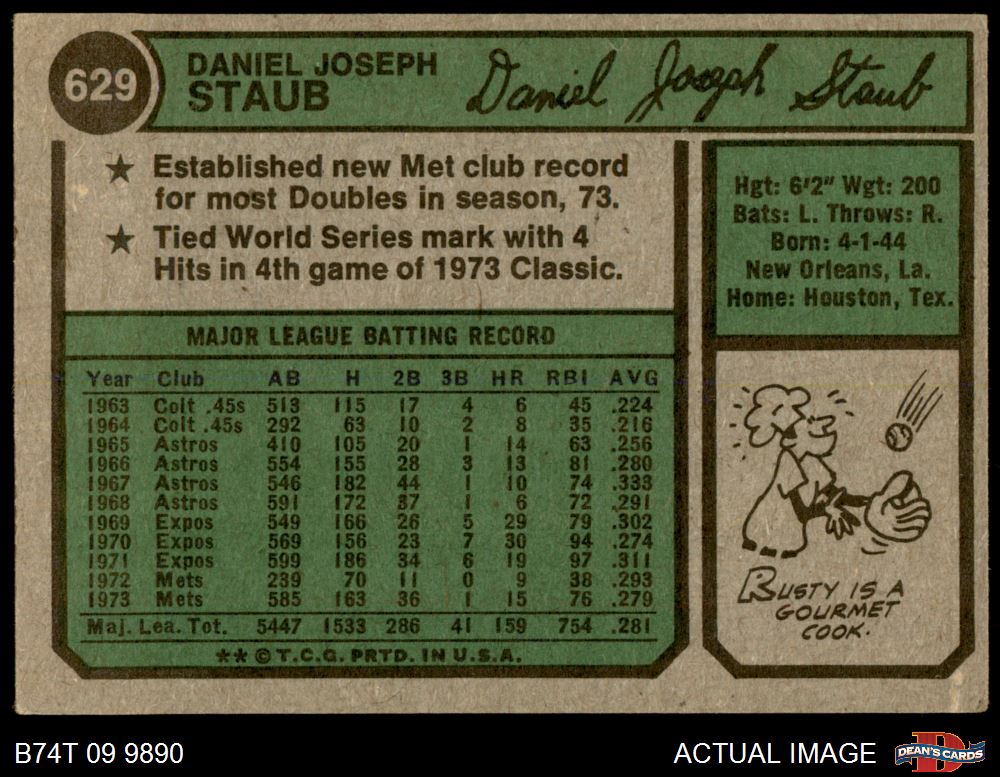 629
DANIEL JOSEPH
STAUB
Daniel Joseph Staub
★ Established new Met club record
for most Doubles in season, 73.
★ Tied World Series mark with 4
Hits in 4th game of 1973 Classic.
Hgt: 6'2" Wgt: 200
Bats: L. Throws: R.
Born: 4-1-44
New Orleans, La.
Home: Houston, Tex.
MAJOR LEAGUE BATTING RECORD
Year Club AB H 2B 3B HR RBI AVG
1963 Colt .45s 513 115 17 4 6 45 .224
1964 Colt .45s 292 63 10 2 8 35 .216
1965 Astros 410 105 20 1 14 63 .256
1966 Astros 554 155 28 3 13 81 .280
1967 Astros 546 182 44 1 10 74 .333
1968 Astros 591 172 37 1 6 72 .291
1969 Expos 549 166 26 5 29 79 .302
1970 Expos 569 156 23 7 30 94 .274
1971 Expos 599 186 34 6 19 97 .311
1972 Mets 239 70 11 0 9 38 .293
1973 Mets 585 163 36 1 15 76 .279
Maj. Lea. Tot. 5447 1533 286 41 159 754 .281
** © T.C.G. PRTD. IN U.S.A.
RUSTY IS A
GOURMET
COOK.
B74T 09 9890
ACTUAL IMAGE
D
DEAN'S CARDS